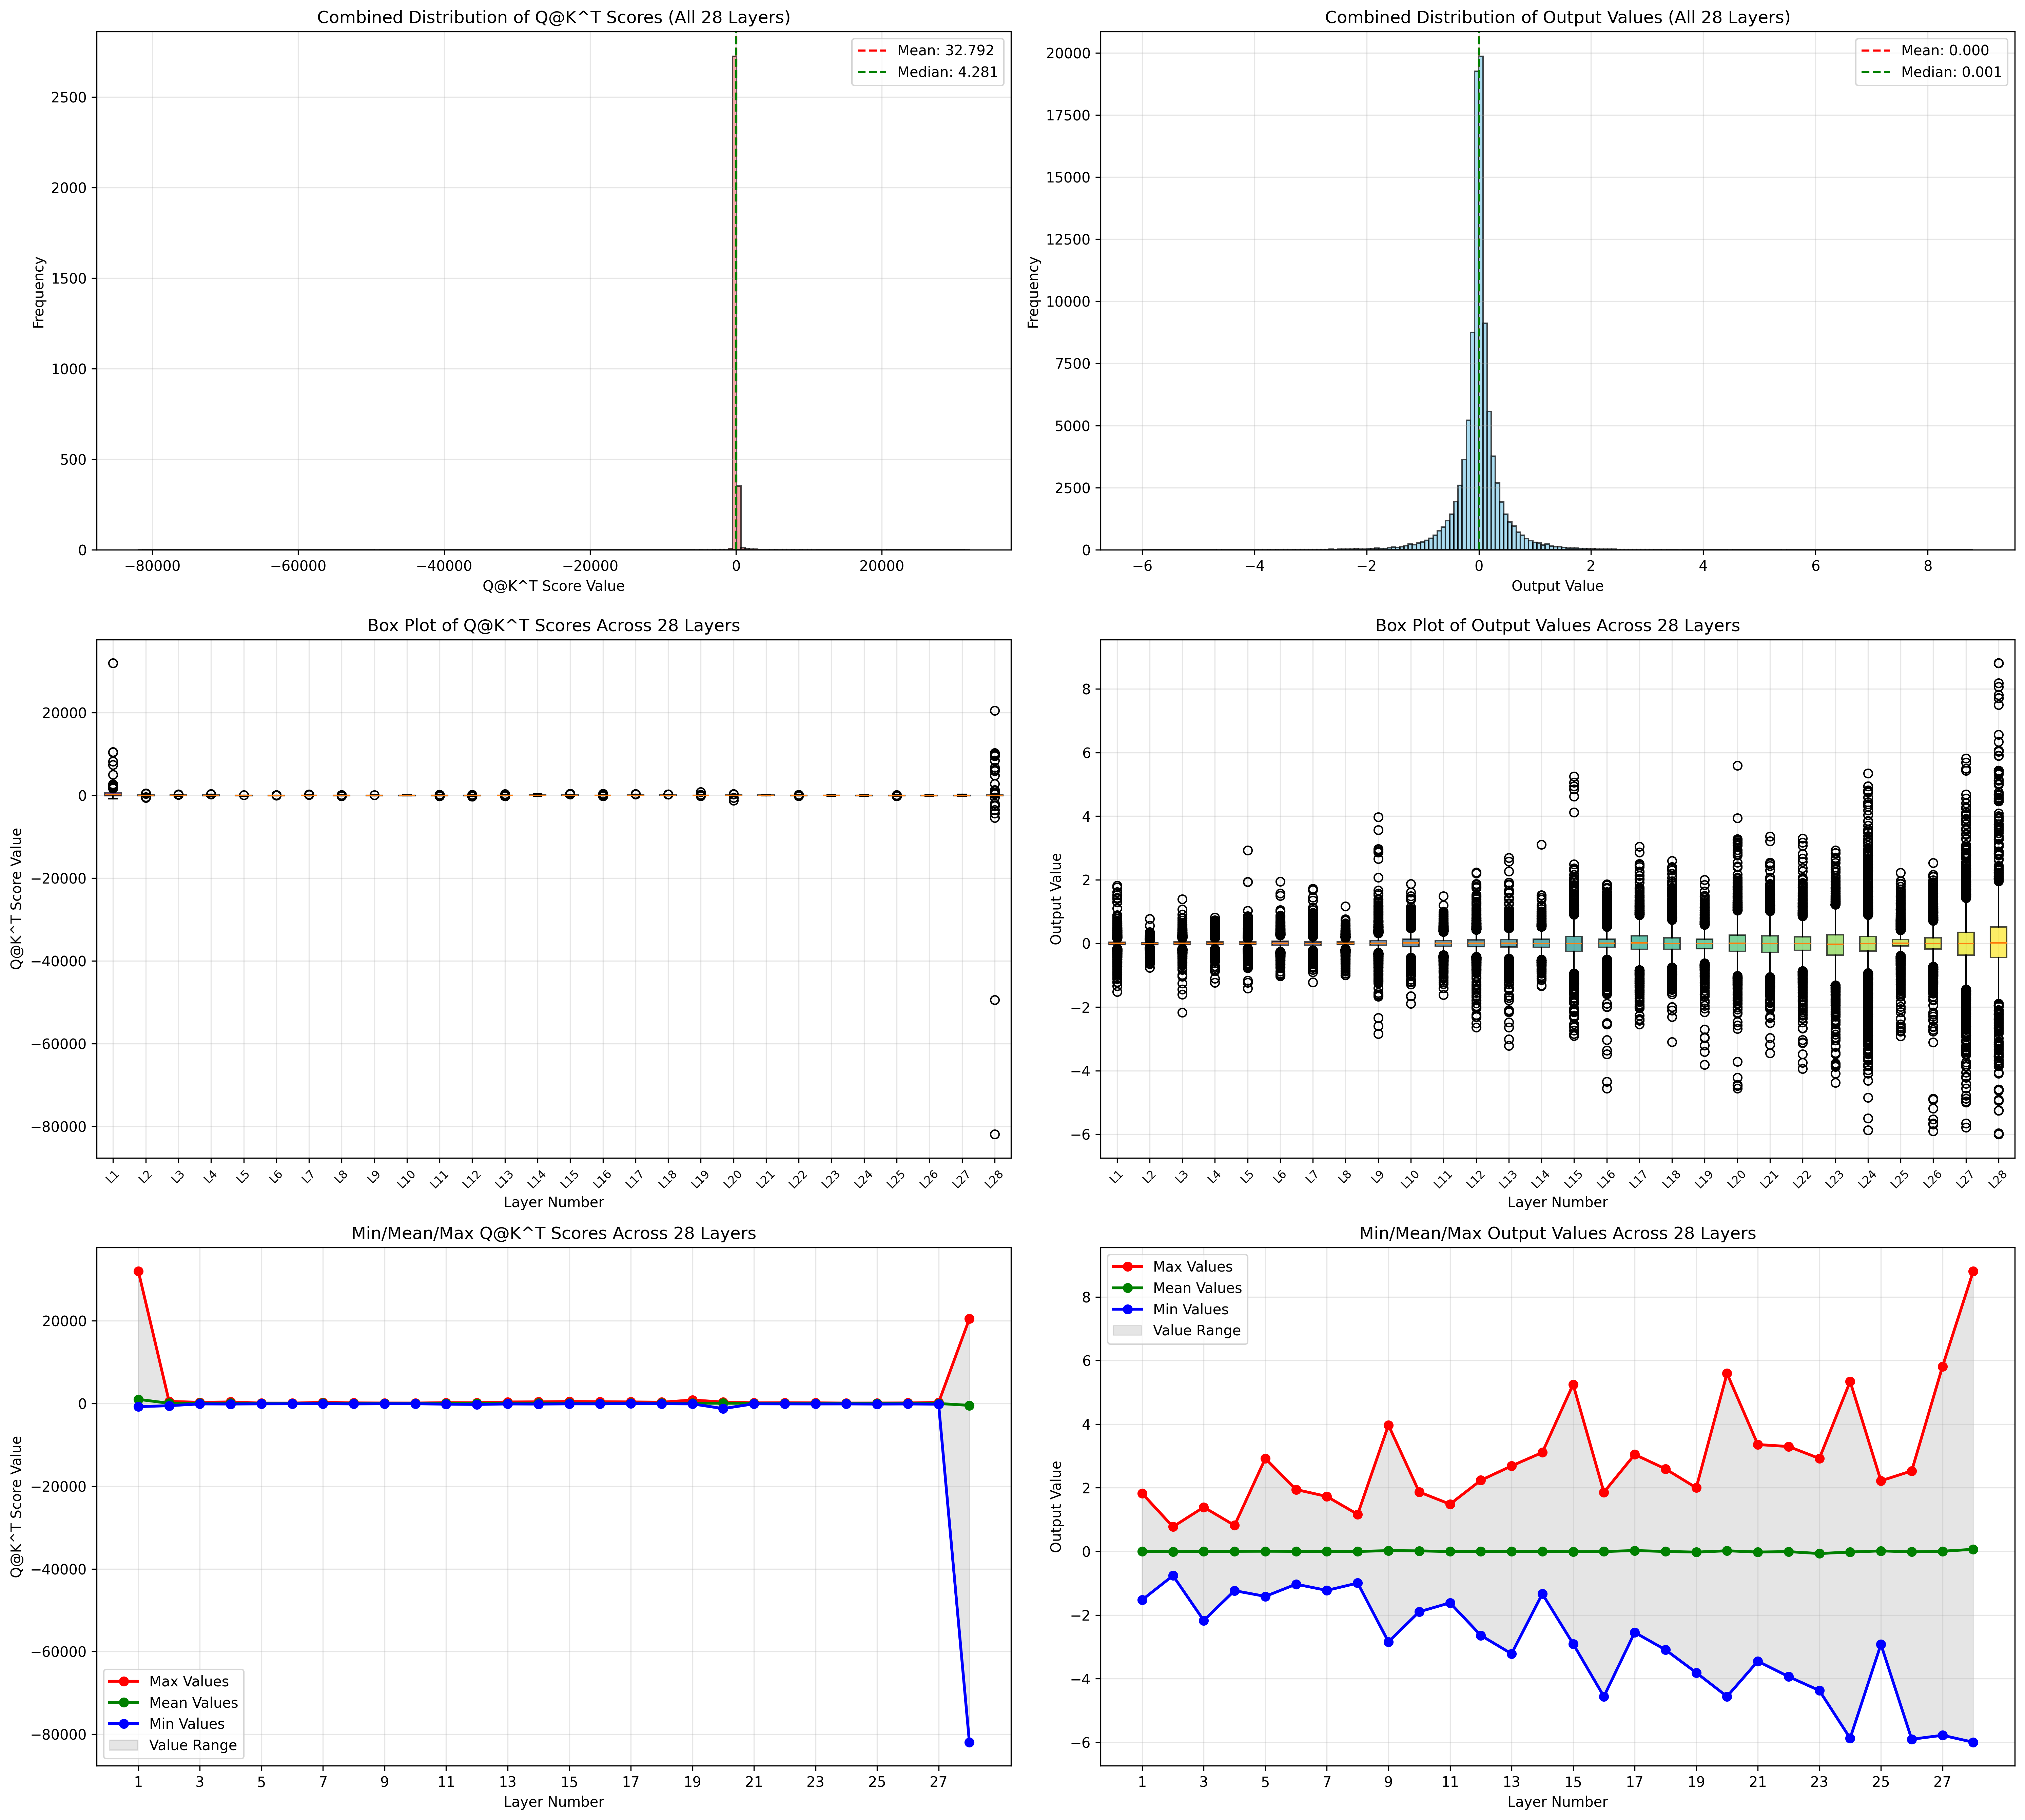 Combined Distribution of Q@K^T Scores (All 28 Layers)
Mean: 32.792
Median: 4.281
2500
2000
1500
1000
500
0
Frequency
−80000 −60000 −40000 −20000 0 20000
Q@K^T Score Value
Combined Distribution of Output Values (All 28 Layers)
Mean: 0.000
Median: 0.001
20000
17500
15000
12500
10000
7500
5000
2500
0
Frequency
−6 −4 −2 0 2 4 6 8
Output Value
Box Plot of Q@K^T Scores Across 28 Layers
20000
0
−20000
−40000
−60000
−80000
Q@K^T Score Value
L1 L2 L3 L4 L5 L6 L7 L8 L9 L10 L11 L12 L13 L14 L15 L16 L17 L18 L19 L20 L21 L22 L23 L24 L25 L26 L27 L28
Layer Number
Box Plot of Output Values Across 28 Layers
8
6
4
2
0
−2
−4
−6
Output Value
L1 L2 L3 L4 L5 L6 L7 L8 L9 L10 L11 L12 L13 L14 L15 L16 L17 L18 L19 L20 L21 L22 L23 L24 L25 L26 L27 L28
Layer Number
Min/Mean/Max Q@K^T Scores Across 28 Layers
20000
0
−20000
−40000
−60000
−80000
Q@K^T Score Value
Max Values
Mean Values
Min Values
Value Range
1 3 5 7 9 11 13 15 17 19 21 23 25 27
Layer Number
Min/Mean/Max Output Values Across 28 Layers
Max Values
Mean Values
Min Values
Value Range
8
6
4
2
0
−2
−4
−6
Output Value
1 3 5 7 9 11 13 15 17 19 21 23 25 27
Layer Number